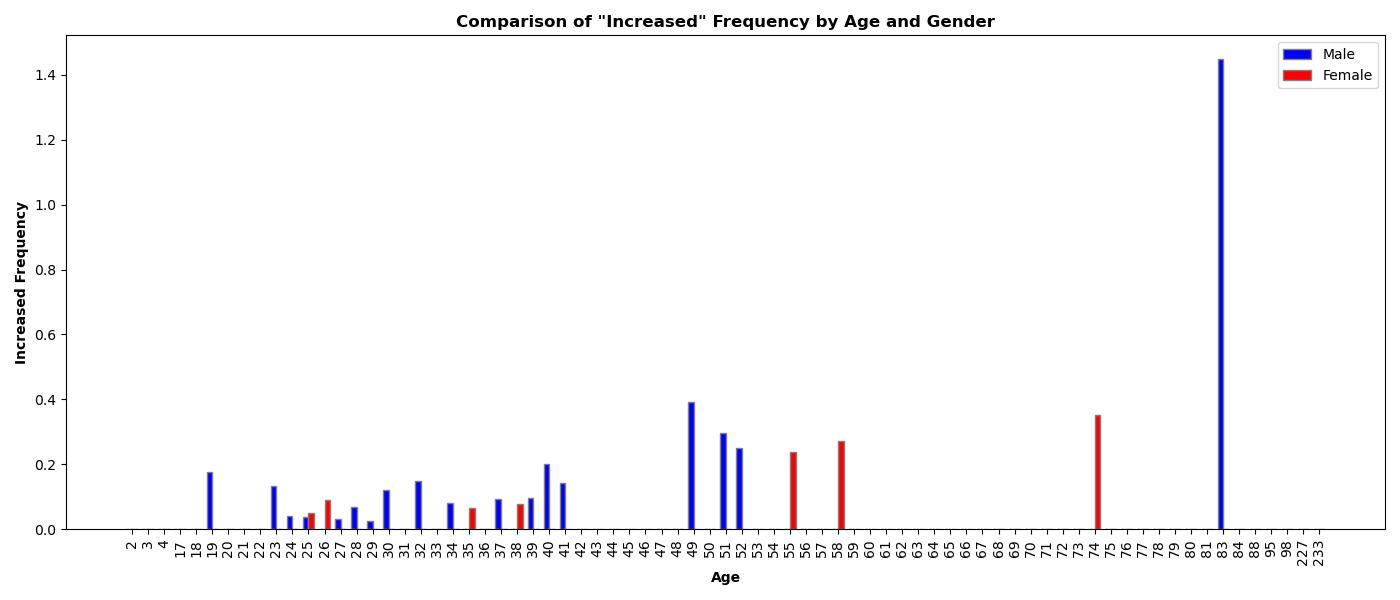 Comparison of "Increased" Frequency by Age and Gender
Male
Female
Increased Frequency
1.4
1.2
1.0
0.8
0.6
0.4
0.2
0.0
2 3 4 17 18 19 20 21 22 23 24 25 26 27 28 29 30 31 32 33 34 35 36 37 38 39 40 41 42 43 44 45 46 47 48 49 50 51 52 53 54 55 56 57 58 59 60 61 62 63 64 65 66 67 68 69 70 71 72 73 74 75 76 77 78 79 80 81 83 84 88 95 98 227 233
Age